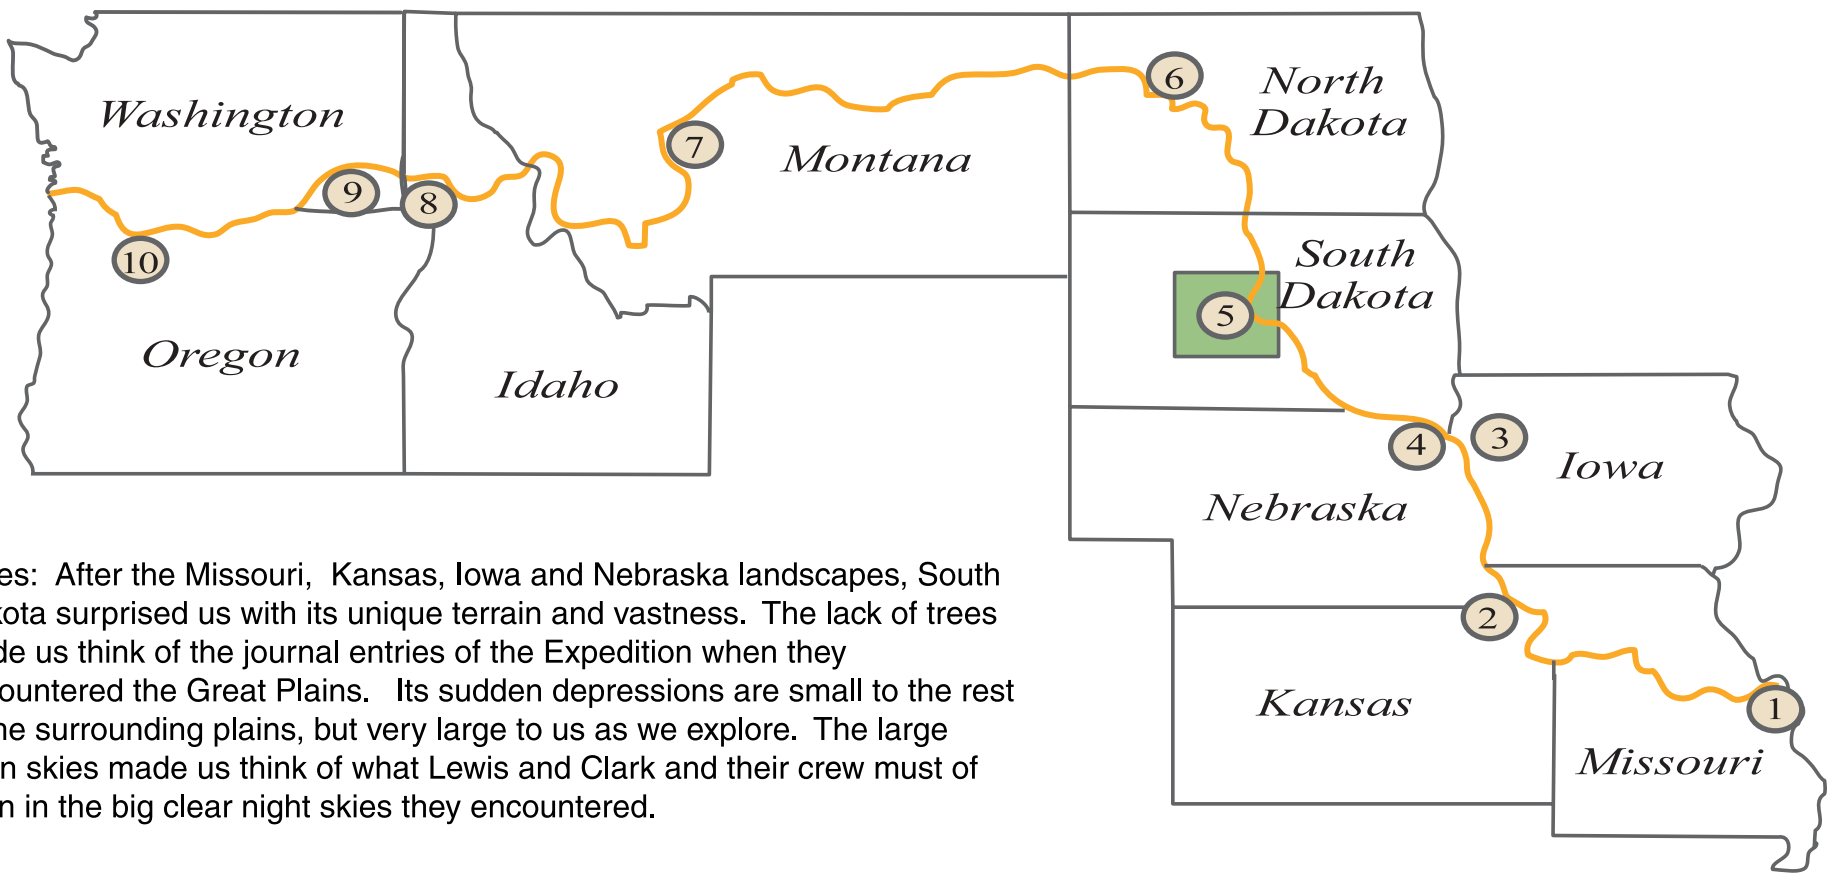 Washington
Montana
North
Dakota
South
Dakota
Oregon
Idaho
Nebraska
Iowa
Kansas
Missouri
6
7
9
8
10
5
4
3
2
1
es: After the Missouri, Kansas, Iowa and Nebraska landscapes, South
kota surprised us with its unique terrain and vastness. The lack of trees
de us think of the journal entries of the Expedition when they
ountered the Great Plains. Its sudden depressions are small to the rest
he surrounding plains, but very large to us as we explore. The large
n skies made us think of what Lewis and Clark and their crew must of
n in the big clear night skies they encountered.